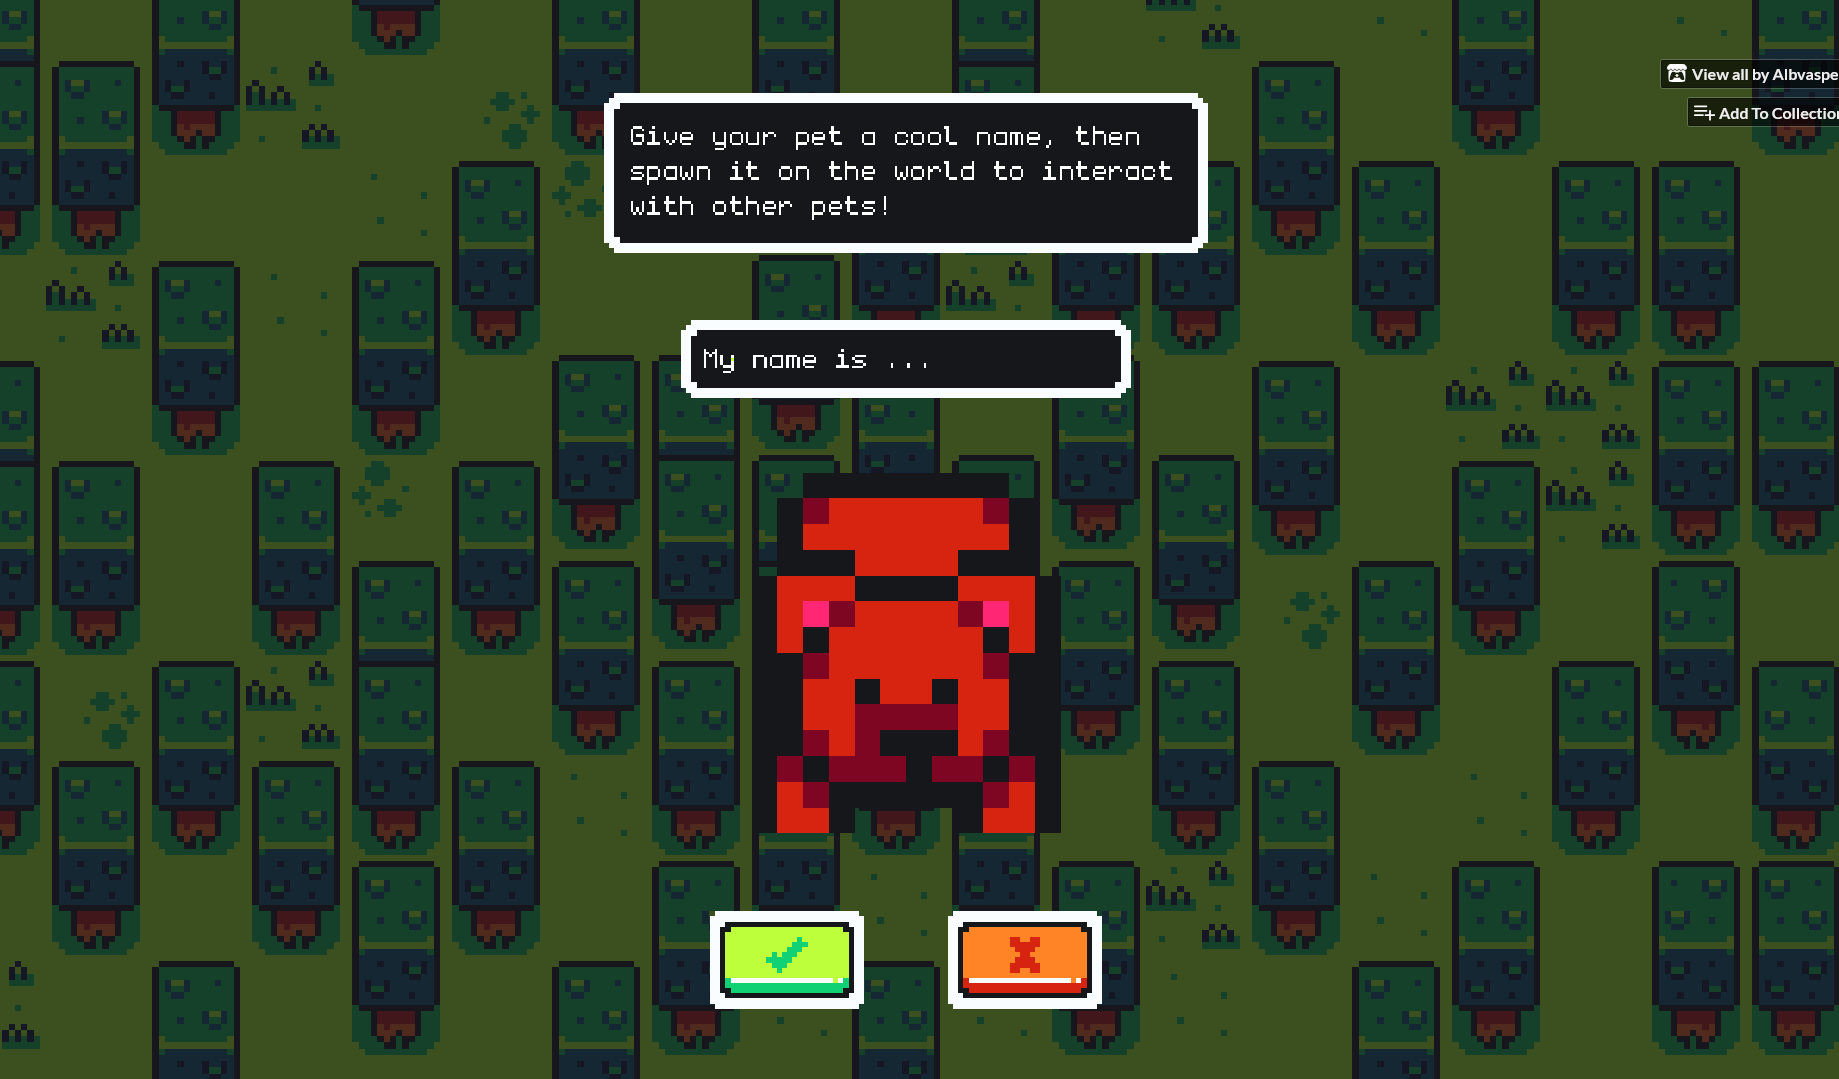 Give your pet a cool name, then
spawn it on the world to interact
with other pets!
View all by Albvaspe
Add To Collection
My name is ...